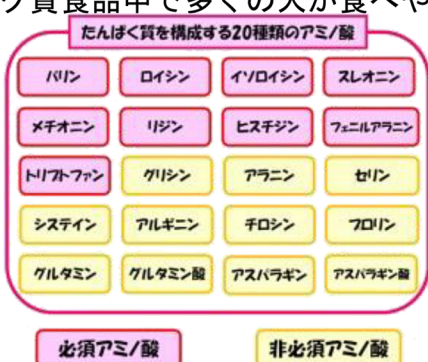 ク質食品中で多くの人が食べや
たんぱく質を構成する20種類のアミノ酸
バリン ロイシン イソロイシン スレオニン
メチオニン リジン ヒスチジン フェニルアラニン
トリプトファン グリシン アラニン セリン
システイン アルギニン チロシン プロリン
グルタミン グルタミン酸 アスパラギン アスパラギン酸
必須アミノ酸 非必須アミノ酸